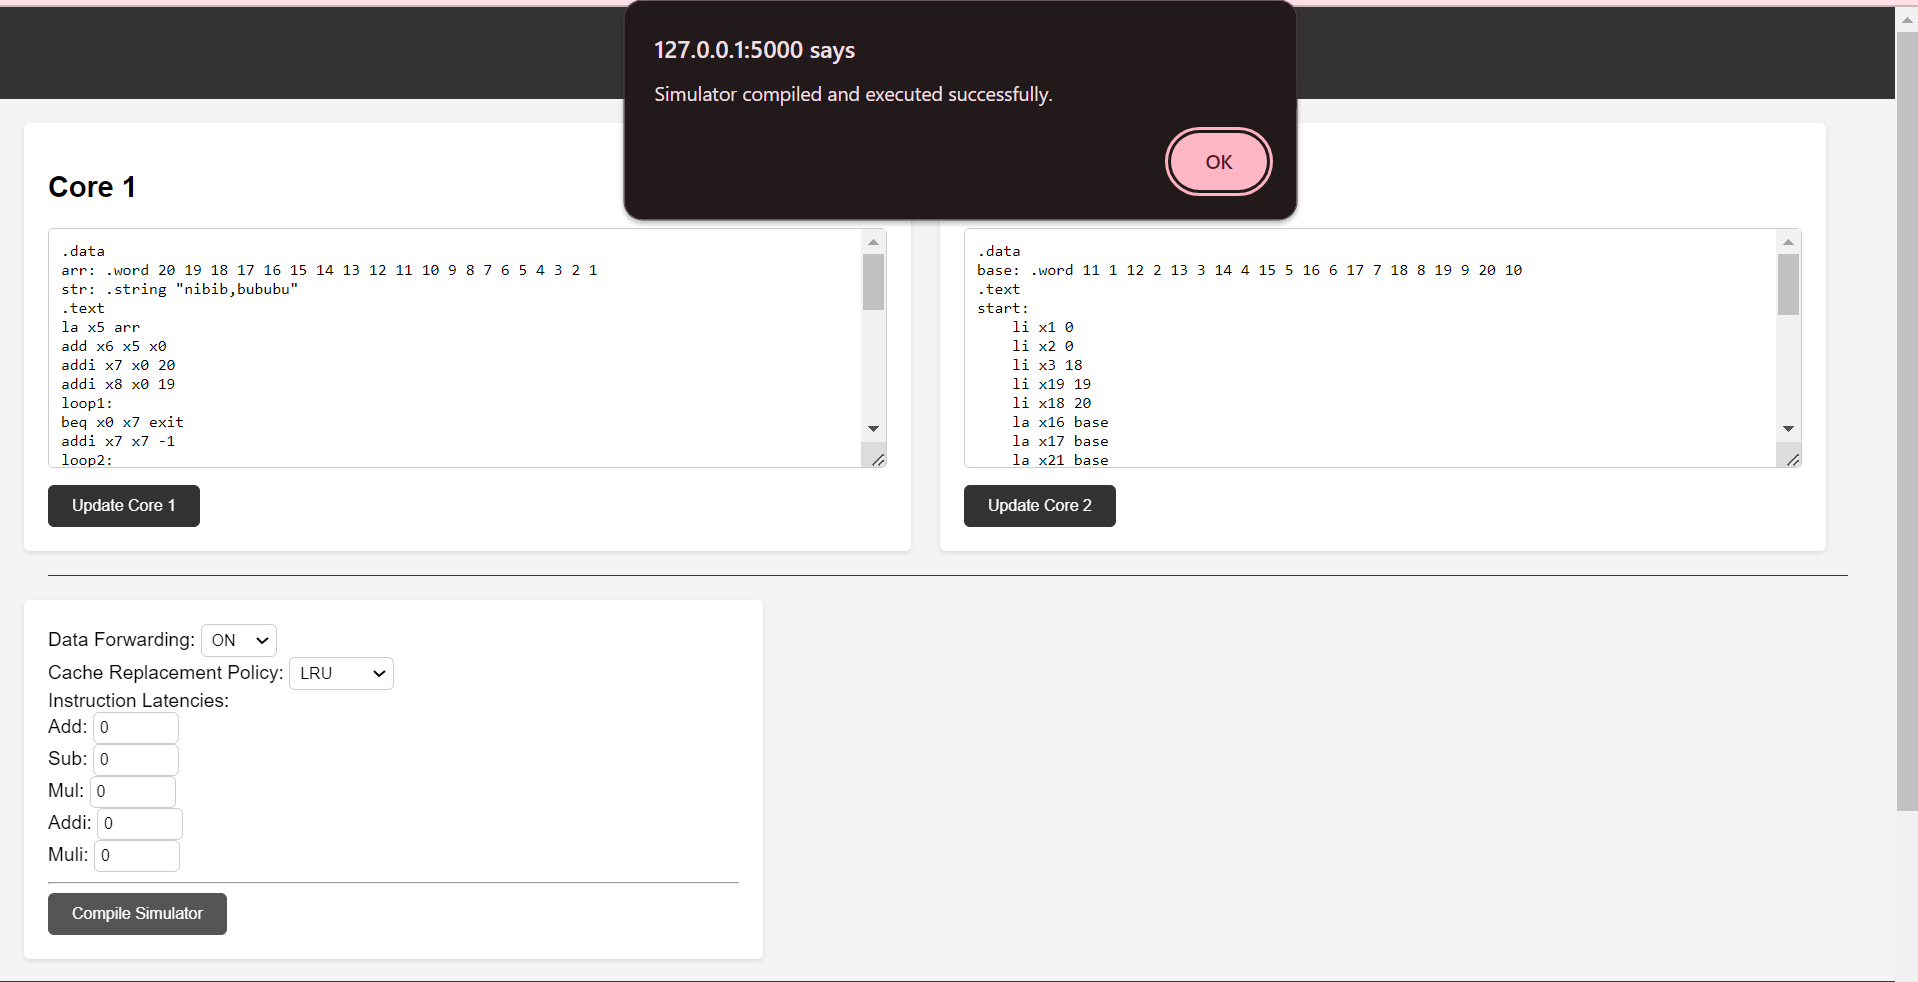 127.0.0.1:5000 says
Simulator compiled and executed successfully.
OK
Core 1
.data
arr: .word 20 19 18 17 16 15 14 13 12 11 10 9 8 7 6 5 4 3 2 1
str: .string "nibib,bububu"
.text
la x5 arr
add x6 x5 x0
addi x7 x0 20
addi x8 x0 19
loop1:
beq x0 x7 exit
addi x7 x7 -1
loop2:
Update Core 1
.data
base: .word 11 1 12 2 13 3 14 4 15 5 16 6 17 7 18 8 19 9 20 10
.text
start:
li x1 0
li x2 0
li x3 18
li x19 19
li x18 20
la x16 base
la x17 base
la x21 base
Update Core 2
Data Forwarding: ON
Cache Replacement Policy: LRU
Instruction Latencies:
Add: 0
Sub: 0
Mul: 0
Addi: 0
Muli: 0
Compile Simulator